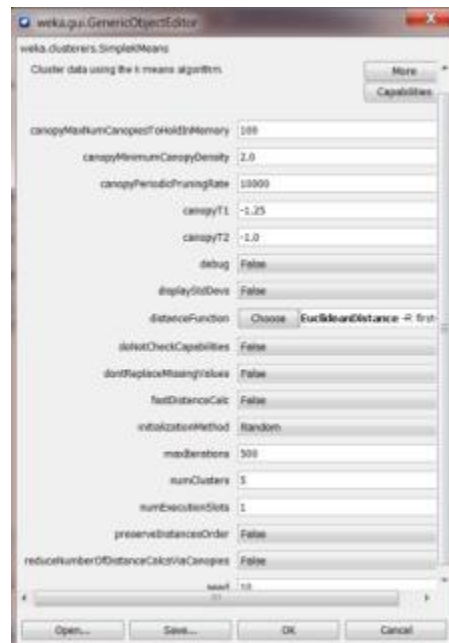 weka.gui.GenericObjectEditor
weka.clusterers.SimpleKMeans
Cluster data using the k means algorithm.
More
Capabilities
canopyMaxNumCanopiesToHoldInMemory 100
canopyMinimumCanopyDensity 2.0
canopyPeriodicPruningRate 10000
canopyT1 -1.25
canopyT2 -1.0
debug False
displayStdDevs False
distanceFunction Choose EuclideanDistance -R first-
doNotCheckCapabilities False
dontReplaceMissingValues False
fastDistanceCalc False
initializationMethod Random
maxIterations 500
numClusters 5
numExecutionSlots 1
preserveInstancesOrder False
reduceNumberOfDistanceCalcsViaCanopies False
seed 10
Open... Save... OK Cancel